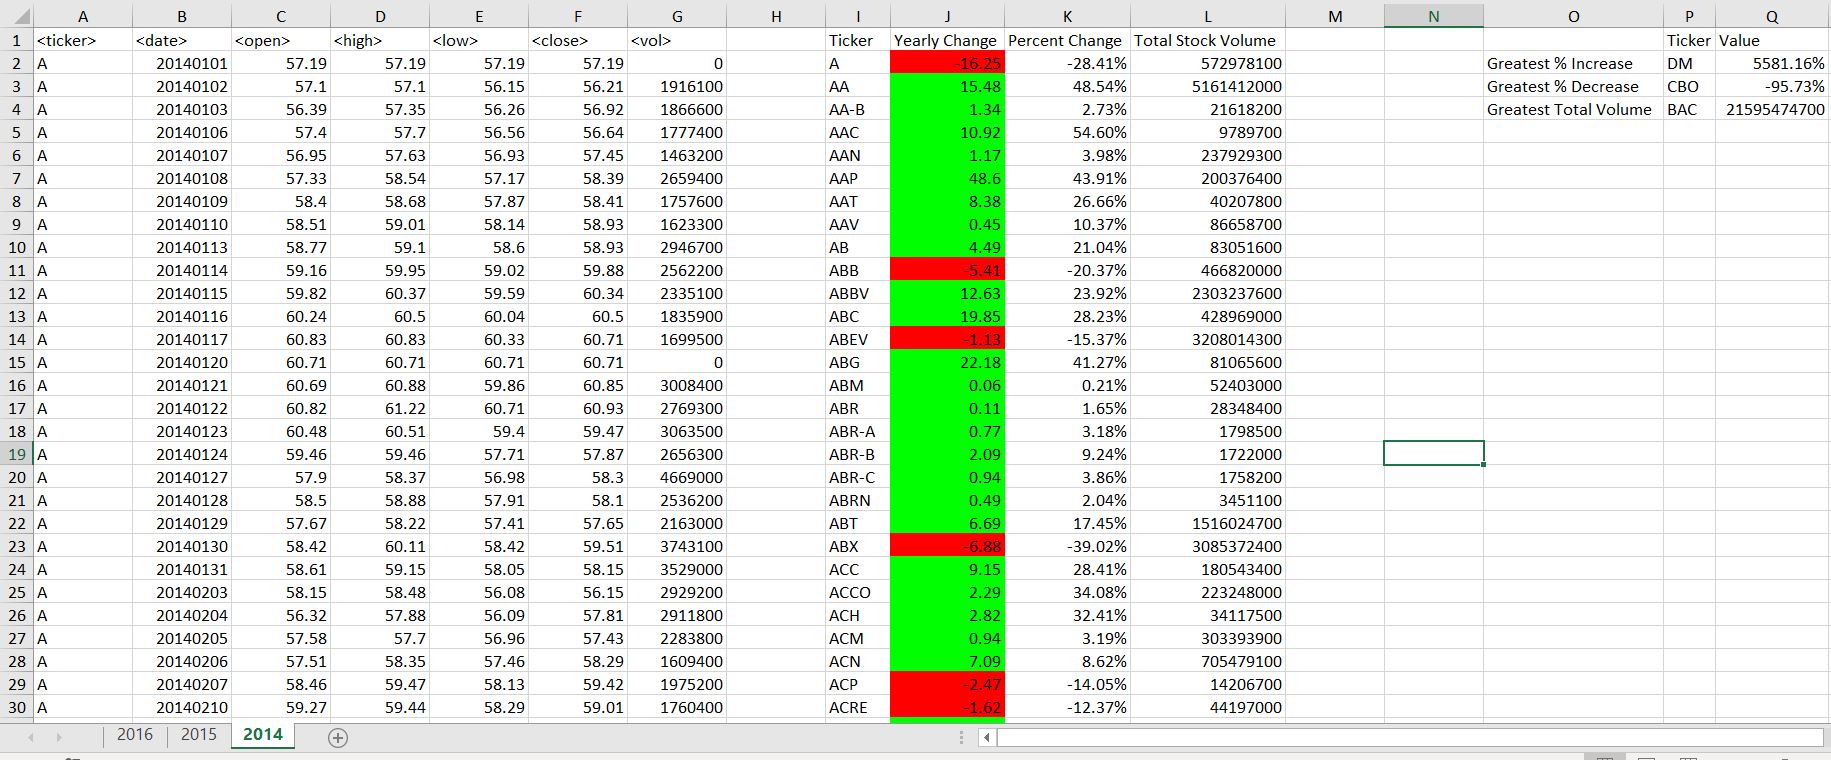 A B C D E F G H I J K L M N O P Q
1 <ticker> <date> <open> <high> <low> <close> <vol> Ticker Yearly Change Percent Change Total Stock Volume Ticker Value
2 A 20140101 57.19 57.19 57.19 57.19 0 A -16.25 -28.41% 572978100 Greatest % Increase DM 5581.16%
3 A 20140102 57.1 57.1 56.15 56.21 1916100 AA 15.48 48.54% 5161412000 Greatest % Decrease CBO -95.73%
4 A 20140103 56.39 57.35 56.26 56.92 1866600 AA-B 1.34 2.73% 21618200 Greatest Total Volume BAC 21595474700
5 A 20140106 57.4 57.7 56.56 56.64 1777400 AAC 10.92 54.60% 9789700
6 A 20140107 56.95 57.63 56.93 57.45 1463200 AAN 1.17 3.98% 237929300
7 A 20140108 57.33 58.54 57.17 58.39 2659400 AAP 48.6 43.91% 200376400
8 A 20140109 58.4 58.68 57.87 58.41 1757600 AAT 8.38 26.66% 40207800
9 A 20140110 58.51 59.01 58.14 58.93 1623300 AAV 0.45 10.37% 86658700
10 A 20140113 58.77 59.1 58.6 58.93 2946700 AB 4.49 21.04% 83051600
11 A 20140114 59.16 59.95 59.02 59.88 2562200 ABB -5.41 -20.37% 466820000
12 A 20140115 59.82 60.37 59.59 60.34 2335100 ABBV 12.63 23.92% 2303237600
13 A 20140116 60.24 60.5 60.04 60.5 1835900 ABC 19.85 28.23% 428969000
14 A 20140117 60.83 60.83 60.33 60.71 1699500 ABEV -1.13 -15.37% 3208014300
15 A 20140120 60.71 60.71 60.71 60.71 0 ABG 22.18 41.27% 81065600
16 A 20140121 60.69 60.88 59.86 60.85 3008400 ABM 0.06 0.21% 52403000
17 A 20140122 60.82 61.22 60.71 60.93 2769300 ABR 0.11 1.65% 28348400
18 A 20140123 60.48 60.51 59.4 59.47 3063500 ABR-A 0.77 3.18% 1798500
19 A 20140124 59.46 59.46 57.71 57.87 2656300 ABR-B 2.09 9.24% 1722000
20 A 20140127 57.9 58.37 56.98 58.3 4669000 ABR-C 0.94 3.86% 1758200
21 A 20140128 58.5 58.88 57.91 58.1 2536200 ABRN 0.49 2.04% 3451100
22 A 20140129 57.67 58.22 57.41 57.65 2163000 ABT 6.69 17.45% 1516024700
23 A 20140130 58.42 60.11 58.42 59.51 3743100 ABX -6.88 -39.02% 3085372400
24 A 20140131 58.61 59.15 58.05 58.15 3529000 ACC 9.15 28.41% 180543400
25 A 20140203 58.15 58.48 56.08 56.15 2929200 ACCO 2.29 34.08% 223248000
26 A 20140204 56.32 57.88 56.09 57.81 2911800 ACH 2.82 32.41% 34117500
27 A 20140205 57.58 57.7 56.96 57.43 2283800 ACM 0.94 3.19% 303393900
28 A 20140206 57.51 58.35 57.46 58.29 1609400 ACN 7.09 8.62% 705479100
29 A 20140207 58.46 59.47 58.13 59.42 1975200 ACP -2.47 -14.05% 14206700
30 A 20140210 59.27 59.44 58.29 59.01 1760400 ACRE -1.62 -12.37% 44197000
2016 2015 2014